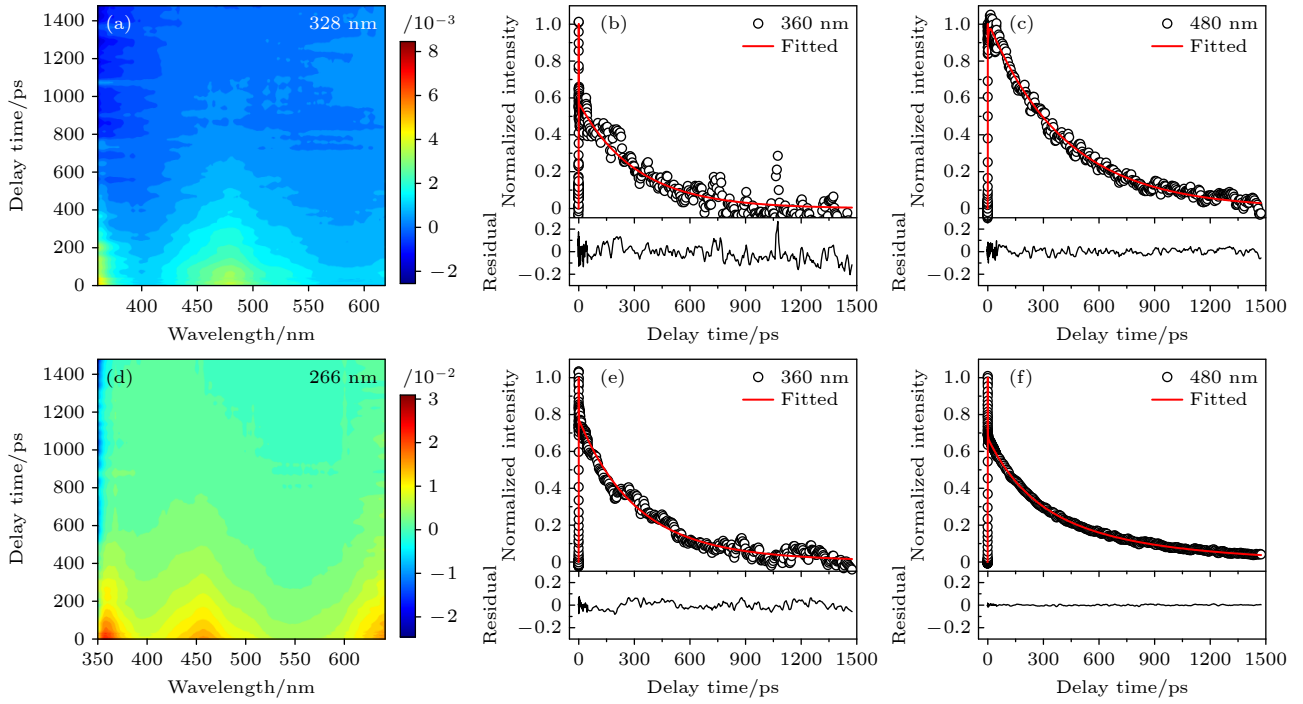 (a) 328 nm
/10−3
Delay time/ps
1400
1200
1000
800
600
400
200
0
400 450 500 550 600
Wavelength/nm
8
6
4
2
0
−2
(b) 360 nm
Fitted
Normalized intensity
1.0
0.8
0.6
0.4
0.2
0
Residual
0.2
0
−0.2
0 300 600 900 1200 1500
Delay time/ps
(c) 480 nm
Fitted
Normalized intensity
1.0
0.8
0.6
0.4
0.2
0
Residual
0.2
0
−0.2
0 300 600 900 1200 1500
Delay time/ps
(d) 266 nm
/10−2
Delay time/ps
1400
1200
1000
800
600
400
200
0
350 400 450 500 550 600
Wavelength/nm
3
2
1
0
−1
−2
(e) 360 nm
Fitted
Normalized intensity
1.0
0.8
0.6
0.4
0.2
0
Residual
0.2
0
−0.2
0 300 600 900 1200 1500
Delay time/ps
(f) 480 nm
Fitted
Normalized intensity
1.0
0.8
0.6
0.4
0.2
0
Residual
0.2
0
−0.2
0 300 600 900 1200 1500
Delay time/ps